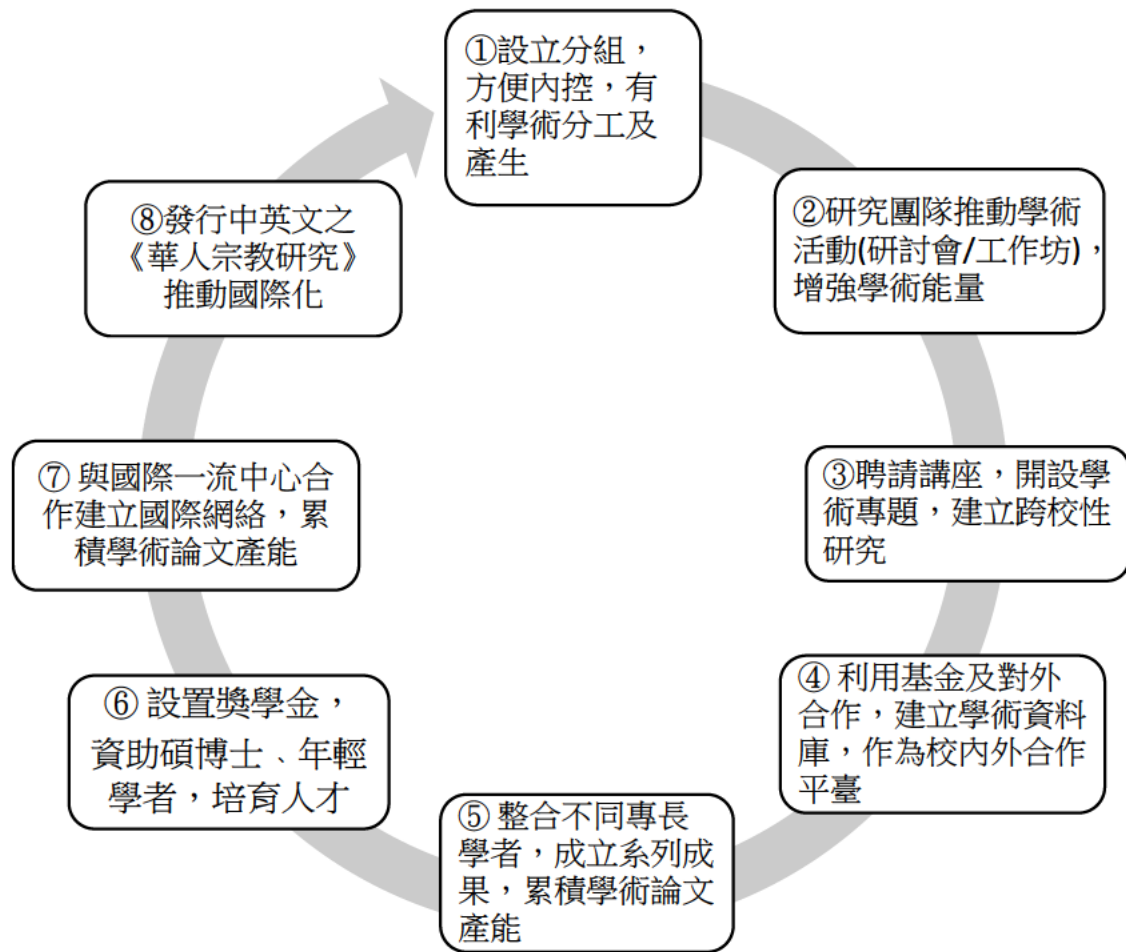 ①設立分組，
方便內控，有
利學術分工及
產生
②研究團隊推動學術
活動(研討會/工作坊)，
增強學術能量
③聘請講座，開設學
術專題，建立跨校性
研究
④ 利用基金及對外
合作，建立學術資料
庫，作為校內外合作
平臺
⑤ 整合不同專長
學者，成立系列成
果，累積學術論文
產能
⑥ 設置獎學金，
資助碩博士、年輕
學者，培育人才
⑦ 與國際一流中心合
作建立國際網絡，累
積學術論文產能
⑧發行中英文之
《華人宗教研究》
推動國際化